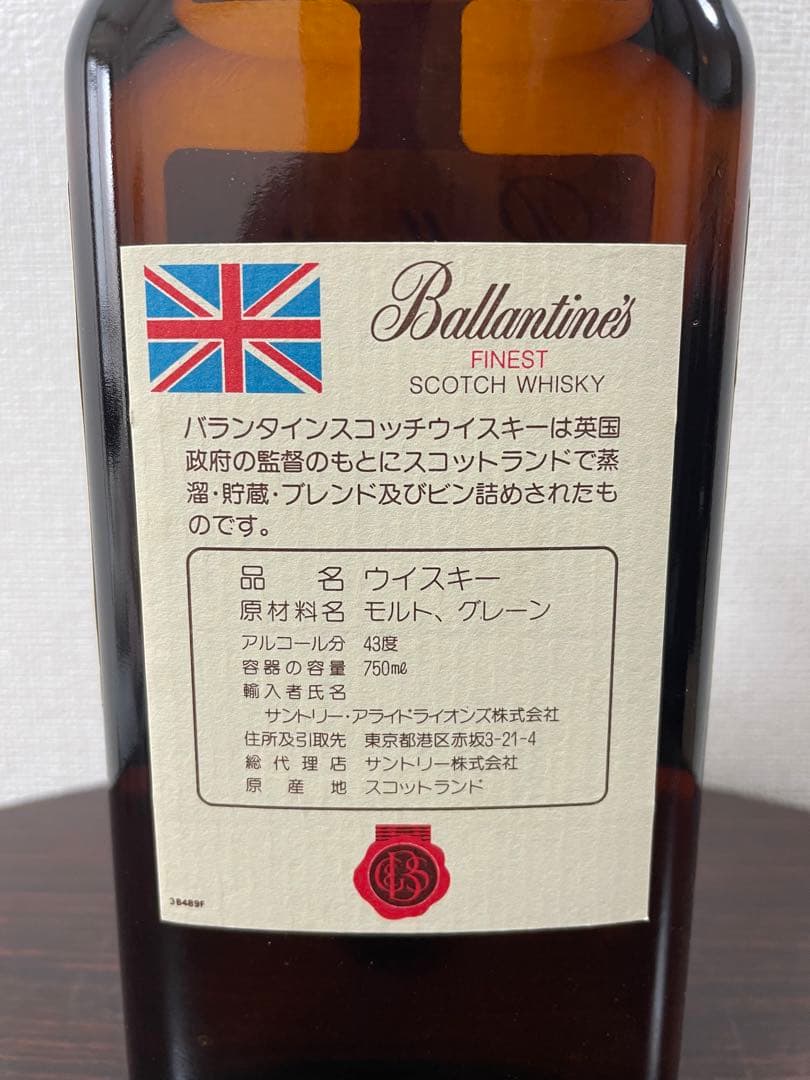 Ballantine's
FINEST
SCOTCH WHISKY
バランタインスコッチウイスキーは英国
政府の監督のもとにスコットランドで蒸
溜・貯蔵・ブレンド及びビン詰めされたも
のです。
品名 ウイスキー
原材料名 モルト、グレーン
アルコール分 43度
容器の容量 750mℓ
輸入者氏名
サントリー・アライドライオンズ株式会社
住所及引取先 東京都港区赤坂3-21-4
総代理店 サントリー株式会社
原産地 スコットランド
3B489F